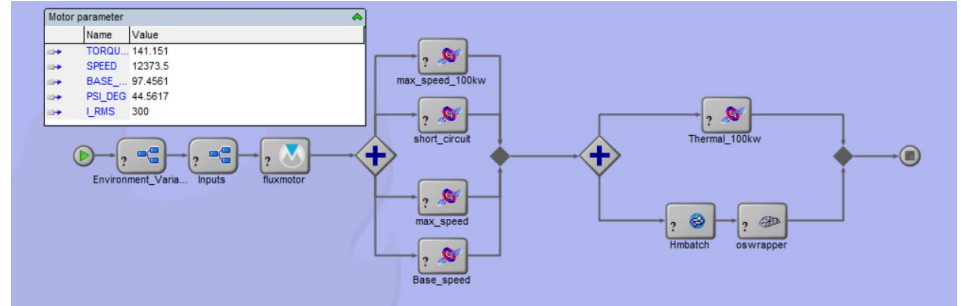 Motor parameter
Name Value
TORQU... 141.151
SPEED 12373.5
BASE_... 97.4561
PSI_DEG 44.5617
I_RMS 300
? max_speed_100kw
? short_circuit
? Thermal_100kw
? Environment_Varia...
? Inputs
? fluxmotor
? max_speed
? Hmbatch
? oswrapper
? Base_speed